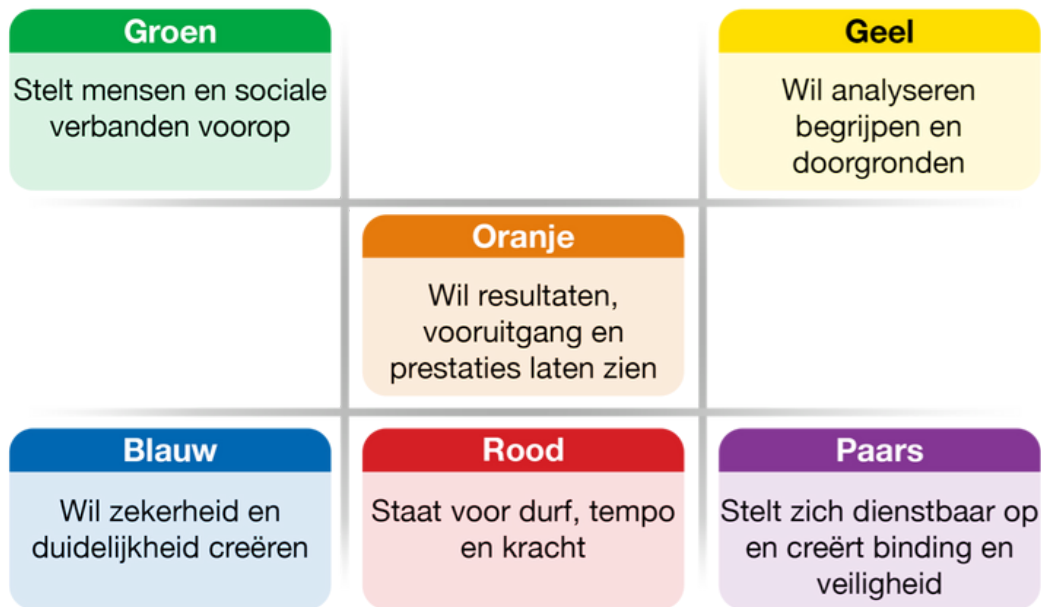 Groen
Stelt mensen en sociale
verbanden voorop
Geel
Wil analyseren
begrijpen en
doorgronden
Oranje
Wil resultaten,
vooruitgang en
prestaties laten zien
Blauw
Wil zekerheid en
duidelijkheid creëren
Rood
Staat voor durf, tempo
en kracht
Paars
Stelt zich dienstbaar op
en creërt binding en
veiligheid